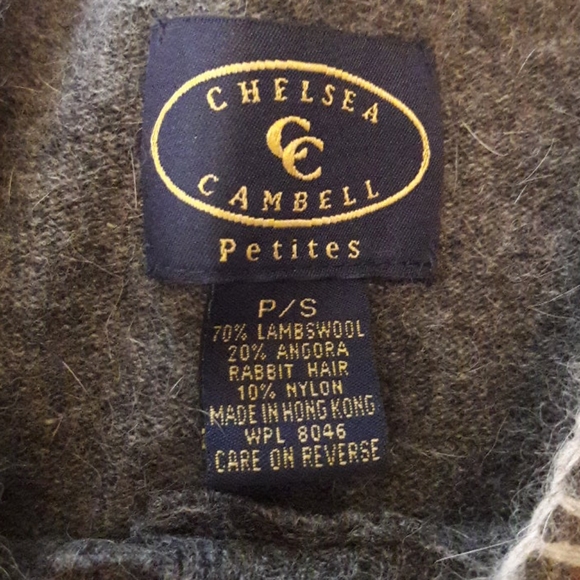 CHELSEA
CC
CAMBELL
Petites
P/S
70% LAMBSWOOL
20% ANGORA
RABBIT HAIR
10% NYLON
MADE IN HONG KONG
WPL 8046
CARE ON REVERSE